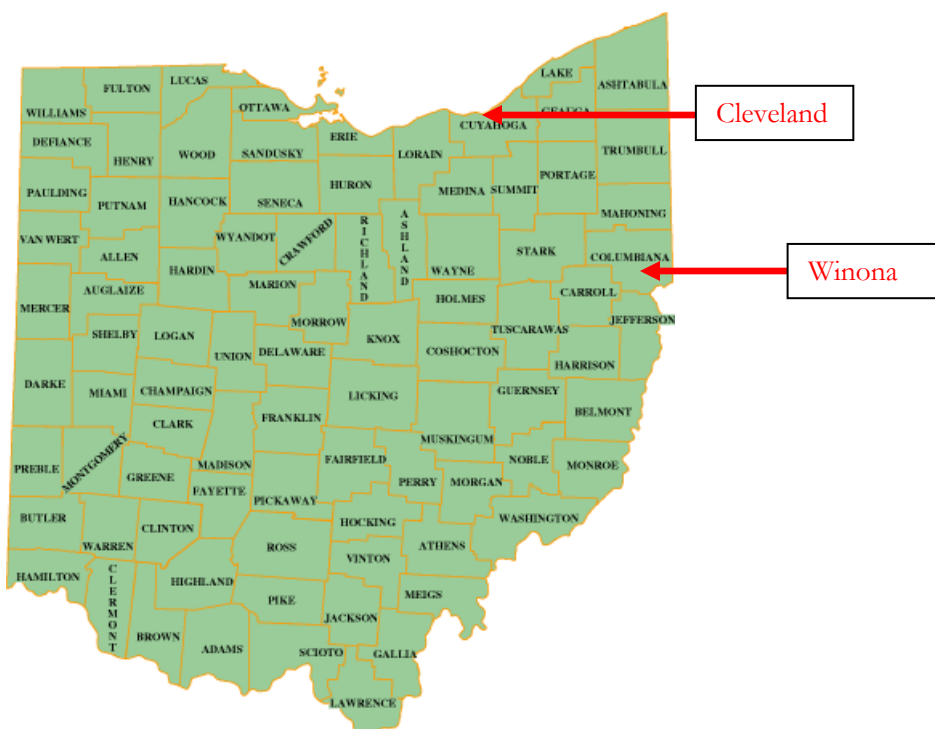 LAKE
ASHTABULA
LUCAS
FULTON
OTTAWA
WILLIAMS
GEAUGA
Cleveland
CUYAHOGA
ERIE
DEFIANCE
HENRY
WOOD
SANDUSKY
LORAIN
TRUMBULL
PAULDING
HURON
MEDINA
SUMMIT
PORTAGE
PUTNAM
HANCOCK
SENECA
MAHONING
VAN WERT
WYANDOT
CRAWFORD
RICHLAND
ASHLAND
ALLEN
STARK
COLUMBIANA
HARDIN
WAYNE
Winona
AUGLAIZE
MARION
HOLMES
CARROLL
MERCER
MORROW
JEFFERSON
SHELBY
LOGAN
UNION
DELAWARE
KNOX
TUSCARAWAS
COSHOCTON
HARRISON
DARKE
MIAMI
CHAMPAIGN
LICKING
GUERNSEY
FRANKLIN
BELMONT
CLARK
MUSKINGUM
MONTGOMERY
PREBLE
MADISON
FAIRFIELD
NOBLE
MONROE
GREENE
FAYETTE
PERRY
MORGAN
PICKAWAY
BUTLER
CLINTON
HOCKING
WASHINGTON
WARREN
ROSS
ATHENS
VINTON
HAMILTON
CLERMONT
HIGHLAND
MEIGS
PIKE
JACKSON
BROWN
ADAMS
SCIOTO
GALLIA
LAWRENCE